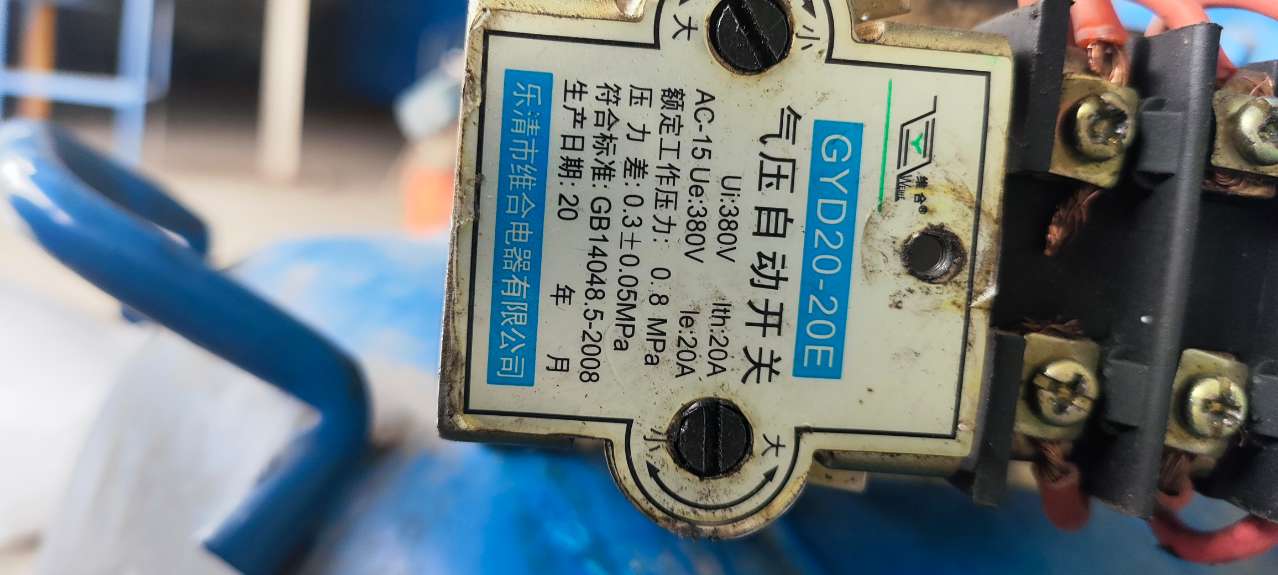 维合®
GYD20-20E
气压自动开关
Ui:380V Ith:20A
AC-15 Ue:380V Ie:20A
额定工作压力: 0.8 MPa
压 力 差: 0.3±0.05MPa
符合标准: GB14048.5-2008
生产日期: 20 年 月
乐清市维合电器有限公司
大 小
小 大